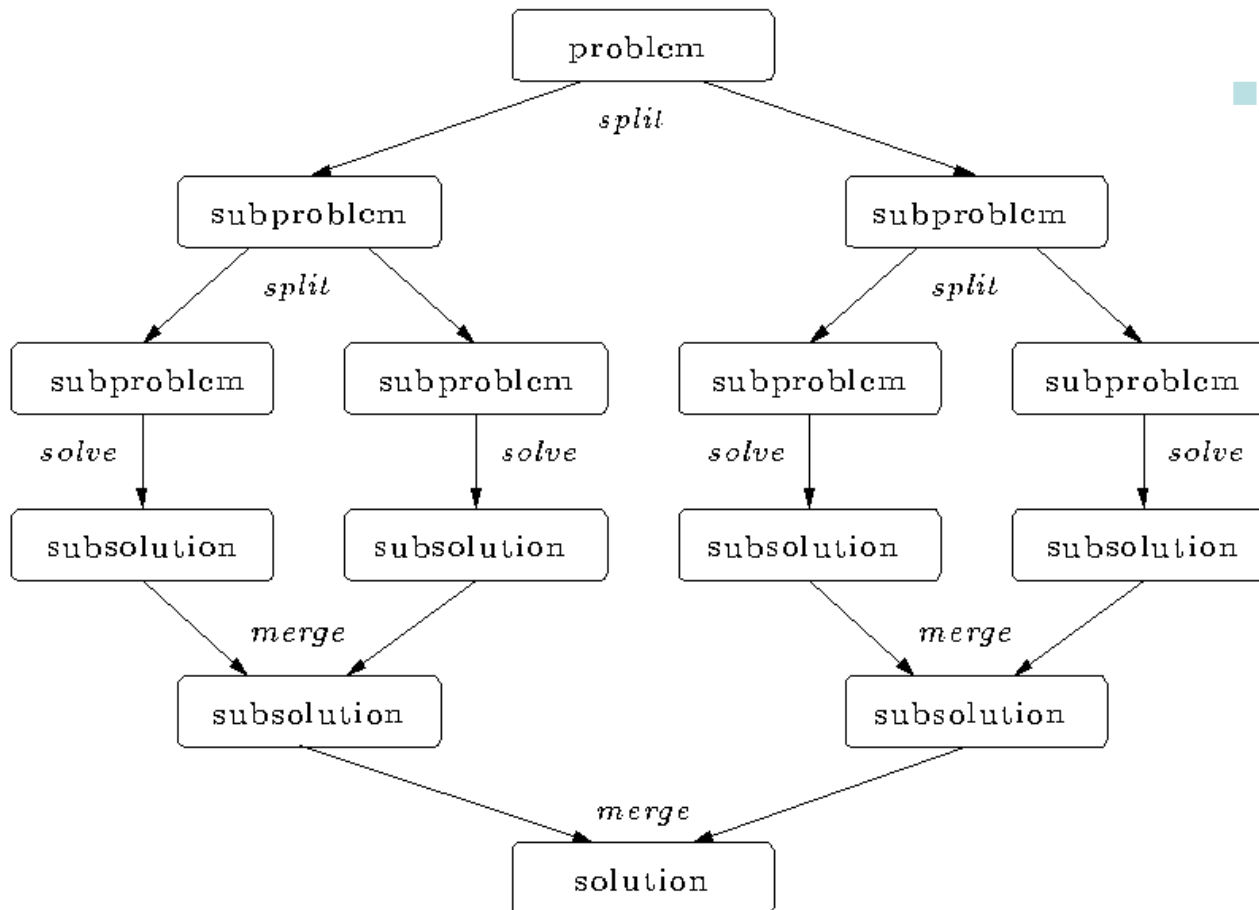 problem
split
subproblem subproblem
split split
subproblem subproblem subproblem subproblem
solve solve solve solve
subsolution subsolution subsolution subsolution
merge merge
subsolution subsolution
merge
solution